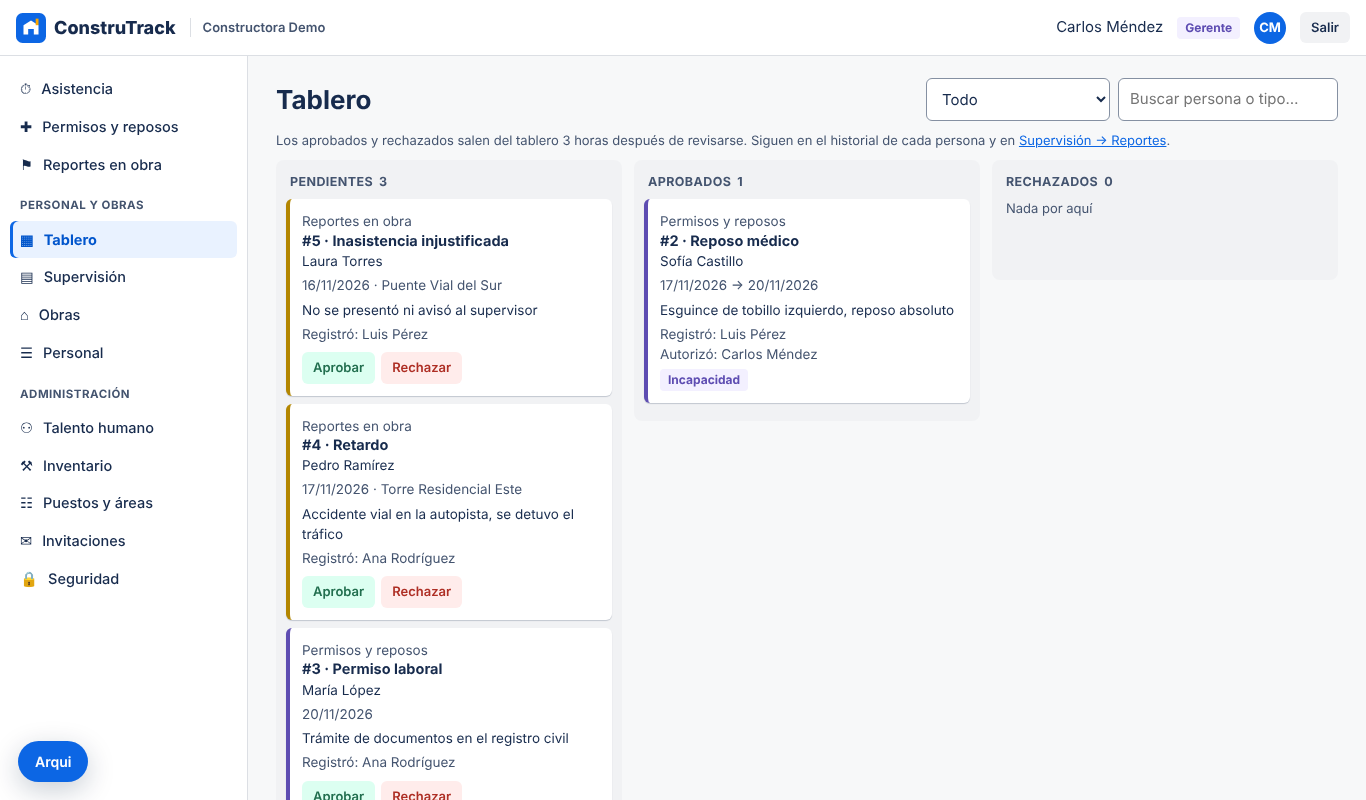 ConstruTrack
Constructora Demo
Carlos Méndez
Gerente
CM
Salir
Asistencia
Permisos y reposos
Reportes en obra
PERSONAL Y OBRAS
Tablero
Supervisión
Obras
Personal
ADMINISTRACIÓN
Talento humano
Inventario
Puestos y áreas
Invitaciones
Seguridad
Arqui
Tablero
Todo
Buscar persona o tipo...
Los aprobados y rechazados salen del tablero 3 horas después de revisarse. Siguen en el historial de cada persona y en Supervisión → Reportes.
PENDIENTES 3
Reportes en obra
#5 · Inasistencia injustificada
Laura Torres
16/11/2026 · Puente Vial del Sur
No se presentó ni avisó al supervisor
Registró: Luis Pérez
Aprobar Rechazar
Reportes en obra
#4 · Retardo
Pedro Ramírez
17/11/2026 · Torre Residencial Este
Accidente vial en la autopista, se detuvo el
tráfico
Registró: Ana Rodríguez
Aprobar Rechazar
Permisos y reposos
#3 · Permiso laboral
María López
20/11/2026
Trámite de documentos en el registro civil
Registró: Ana Rodríguez
Aprobar Rechazar
APROBADOS 1
Permisos y reposos
#2 · Reposo médico
Sofía Castillo
17/11/2026 → 20/11/2026
Esguince de tobillo izquierdo, reposo absoluto
Registró: Luis Pérez
Autorizó: Carlos Méndez
Incapacidad
RECHAZADOS 0
Nada por aquí